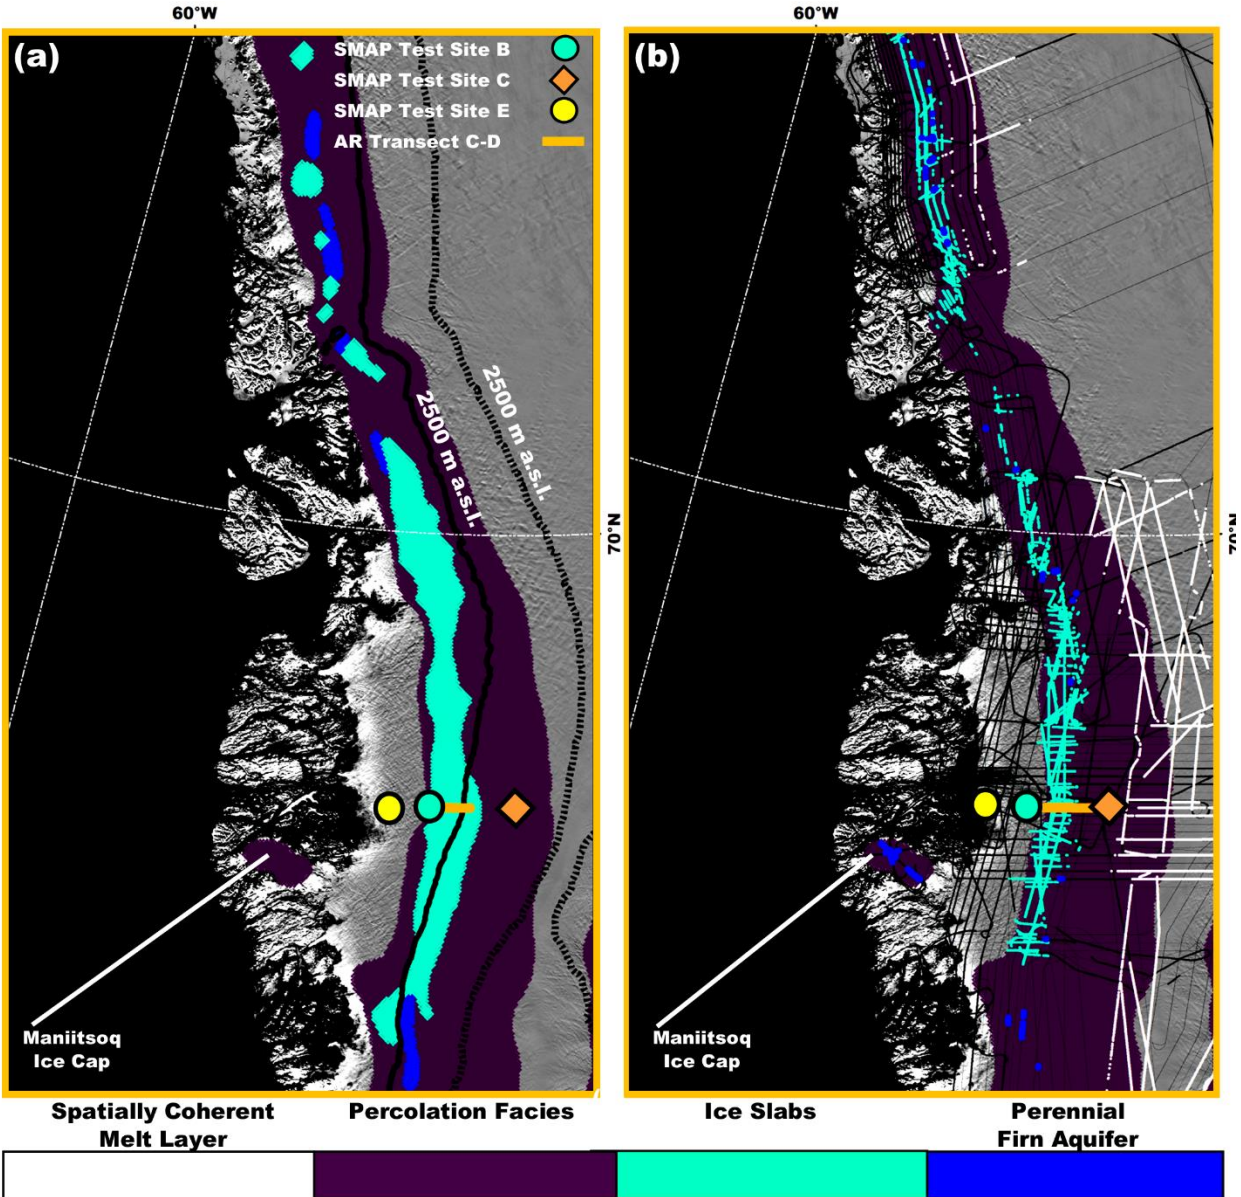 60°W
60°W
(a)
SMAP Test Site B
SMAP Test Site C
SMAP Test Site E
AR Transect C-D
(b)
2500 m a.s.l.
2500 m a.s.l.
70°N
70°N
Maniitsoq
Ice Cap
Maniitsoq
Ice Cap
Spatially Coherent
Melt Layer
Percolation Facies
Ice Slabs
Perennial
Firn Aquifer